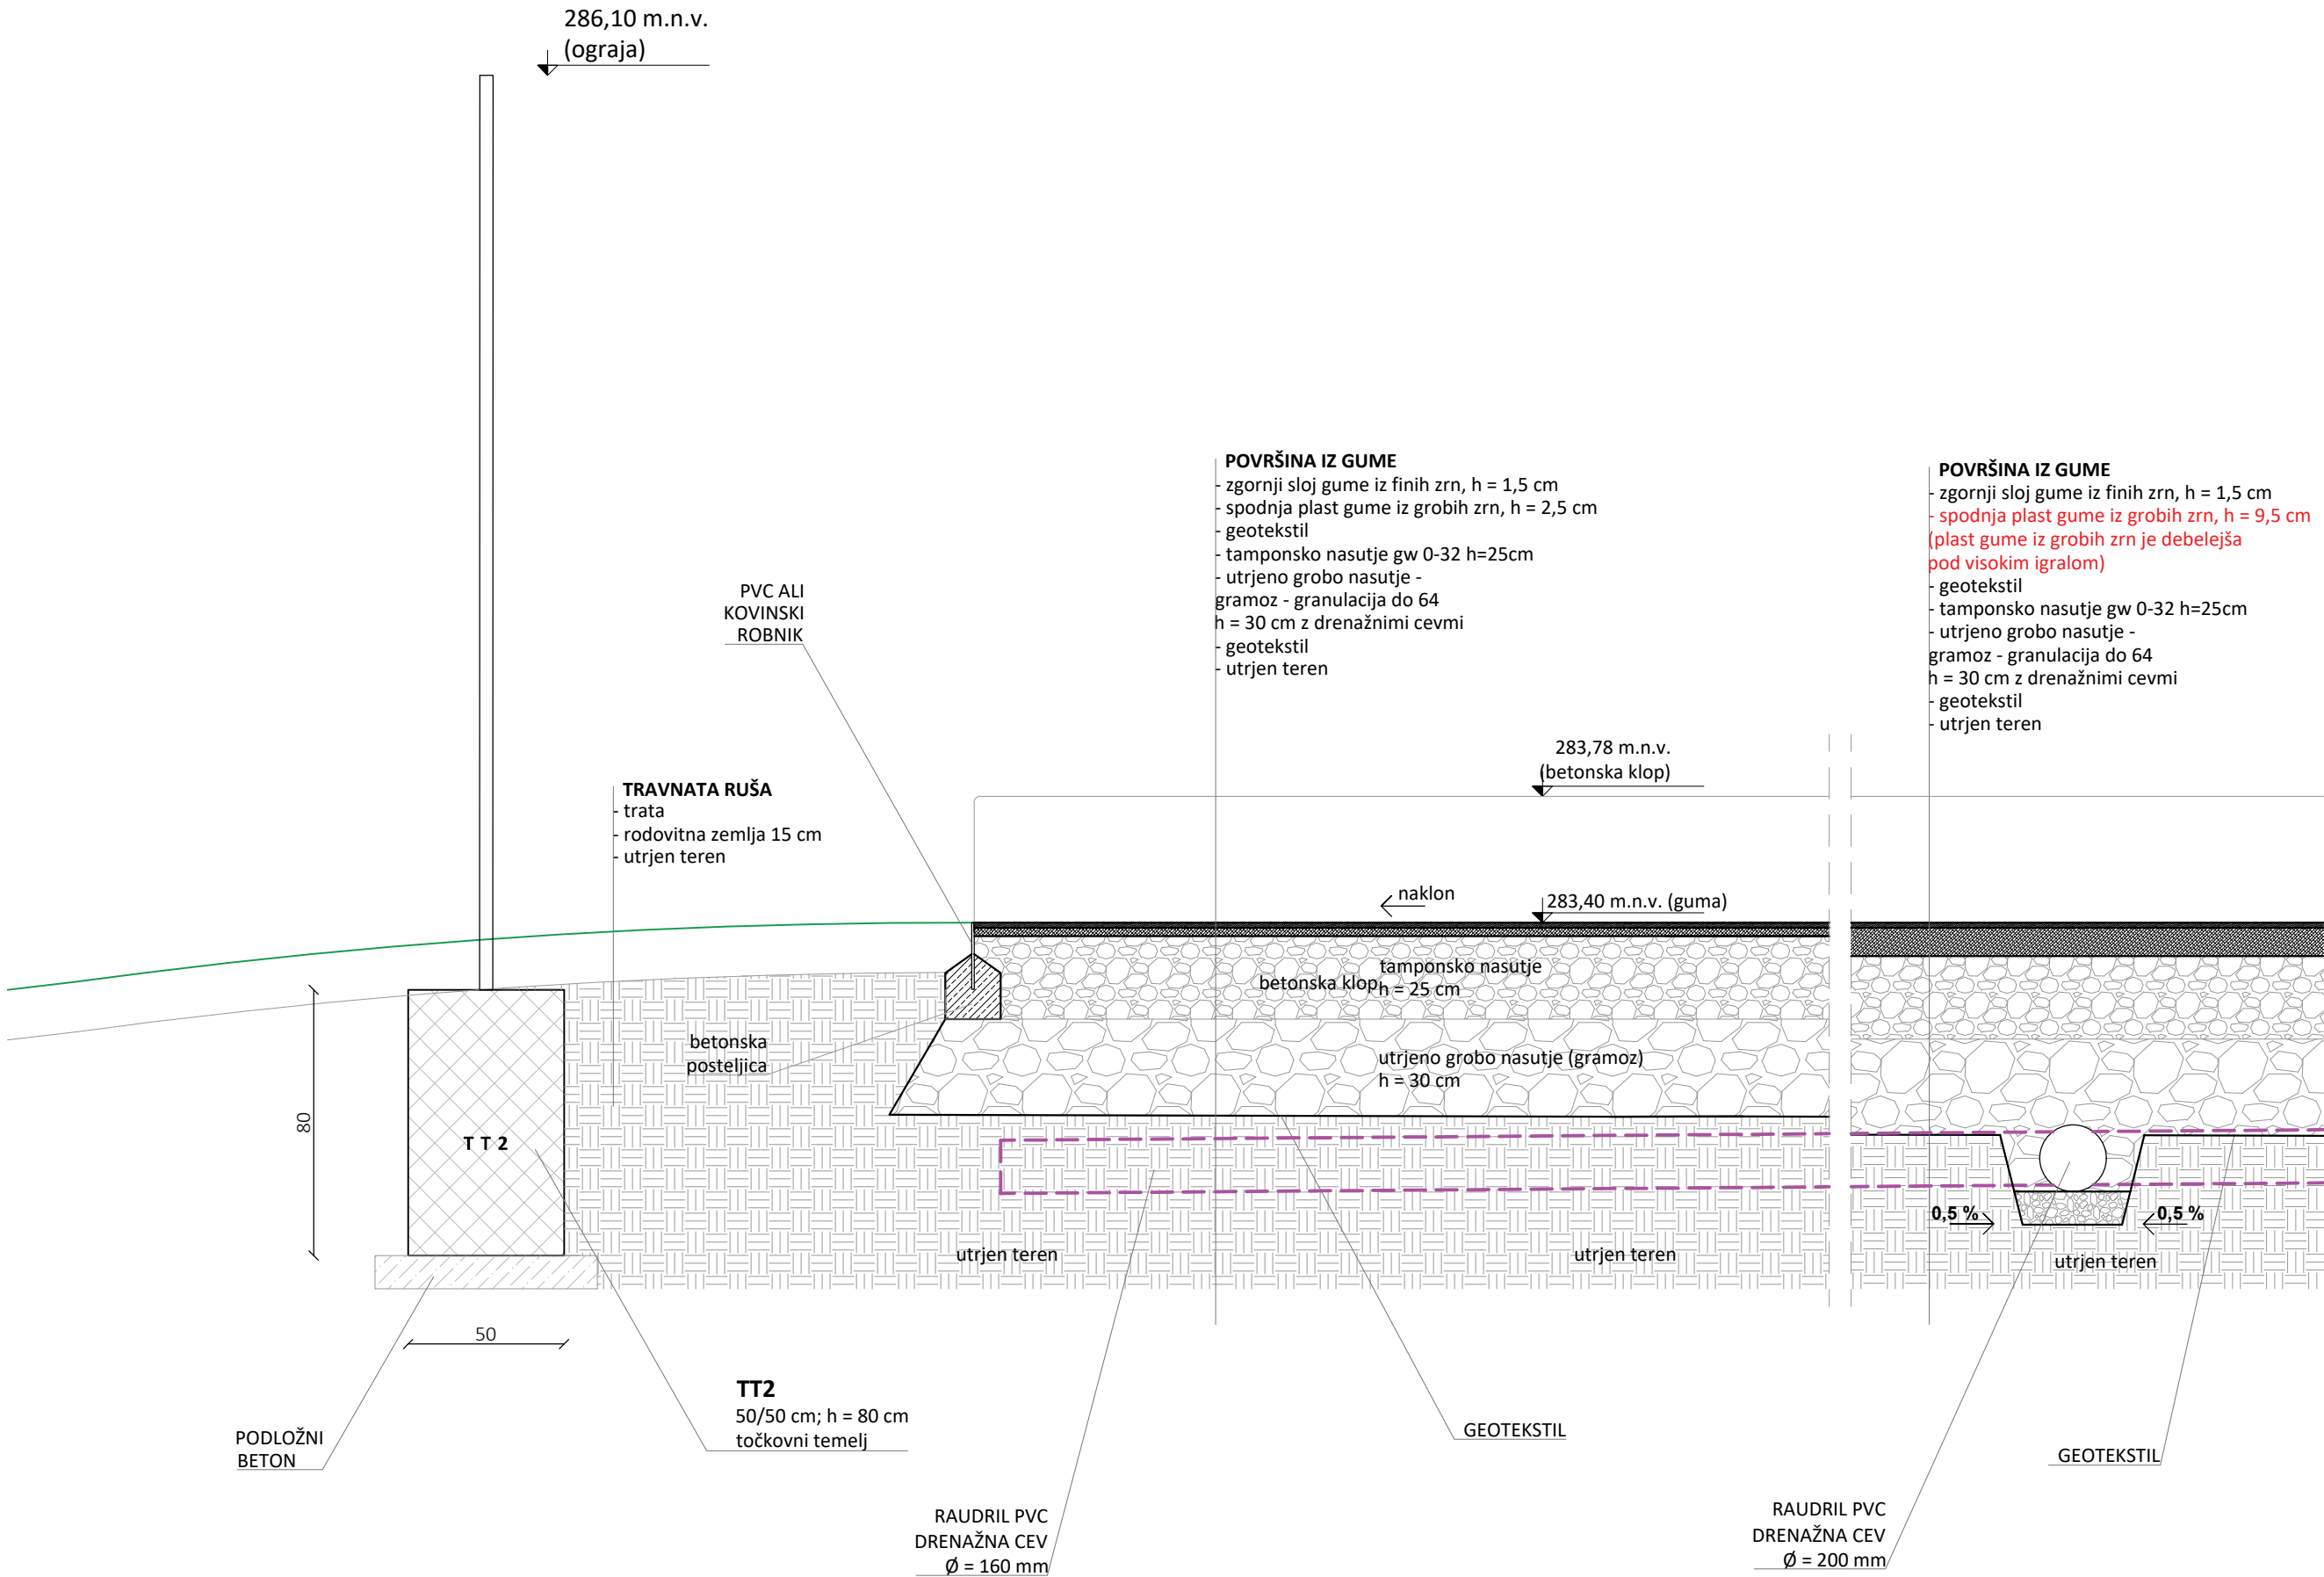 286,10 m.n.v.
(ograja)
POVRŠINA IZ GUME
- zgornji sloj gume iz finih zrn, h = 1,5 cm
- spodnja plast gume iz grobih zrn, h = 2,5 cm
- geotekstil
- tamponsko nasutje gw 0-32 h=25cm
- utrjeno grobo nasutje -
gramoz - granulacija do 64
h = 30 cm z drenažnimi cevmi
- geotekstil
- utrjen teren
POVRŠINA IZ GUME
- zgornji sloj gume iz finih zrn, h = 1,5 cm
- spodnja plast gume iz grobih zrn, h = 9,5 cm
(plast gume iz grobih zrn je debelejša
pod visokim igralom)
- geotekstil
- tamponsko nasutje gw 0-32 h=25cm
- utrjeno grobo nasutje -
gramoz - granulacija do 64
h = 30 cm z drenažnimi cevmi
- geotekstil
- utrjen teren
PVC ALI
KOVINSKI
ROBNIK
283,78 m.n.v.
(betonska klop)
TRAVNATA RUŠA
- trata
- rodovitna zemlja 15 cm
- utrjen teren
naklon
283,40 m.n.v. (guma)
betonska klop
tamponsko nasutje
h = 25 cm
betonska
posteljica
utrjeno grobo nasutje (gramoz)
h = 30 cm
80
T T 2
0,5 %
0,5 %
utrjen teren
utrjen teren
utrjen teren
50
TT2
50/50 cm; h = 80 cm
točkovni temelj
PODLOŽNI
BETON
GEOTEKSTIL
GEOTEKSTIL
RAUDRIL PVC
DRENAŽNA CEV
Ø = 160 mm
RAUDRIL PVC
DRENAŽNA CEV
Ø = 200 mm